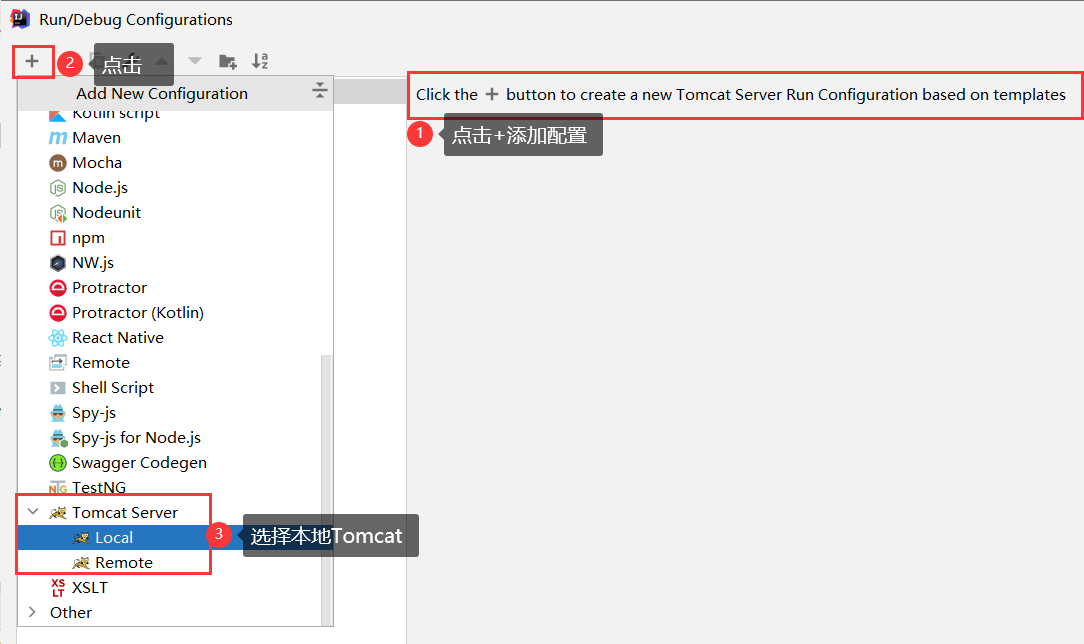 Run/Debug Configurations
2 点击
Add New Configuration
Click the + button to create a new Tomcat Server Run Configuration based on templates
1 点击+添加配置
Kotlin script
Maven
Mocha
Node.js
Nodeunit
npm
NW.js
Protractor
Protractor (Kotlin)
React Native
Remote
Shell Script
Spy-js
Spy-js for Node.js
Swagger Codegen
TestNG
Tomcat Server
Local
3 选择本地Tomcat
Remote
XSLT
Other